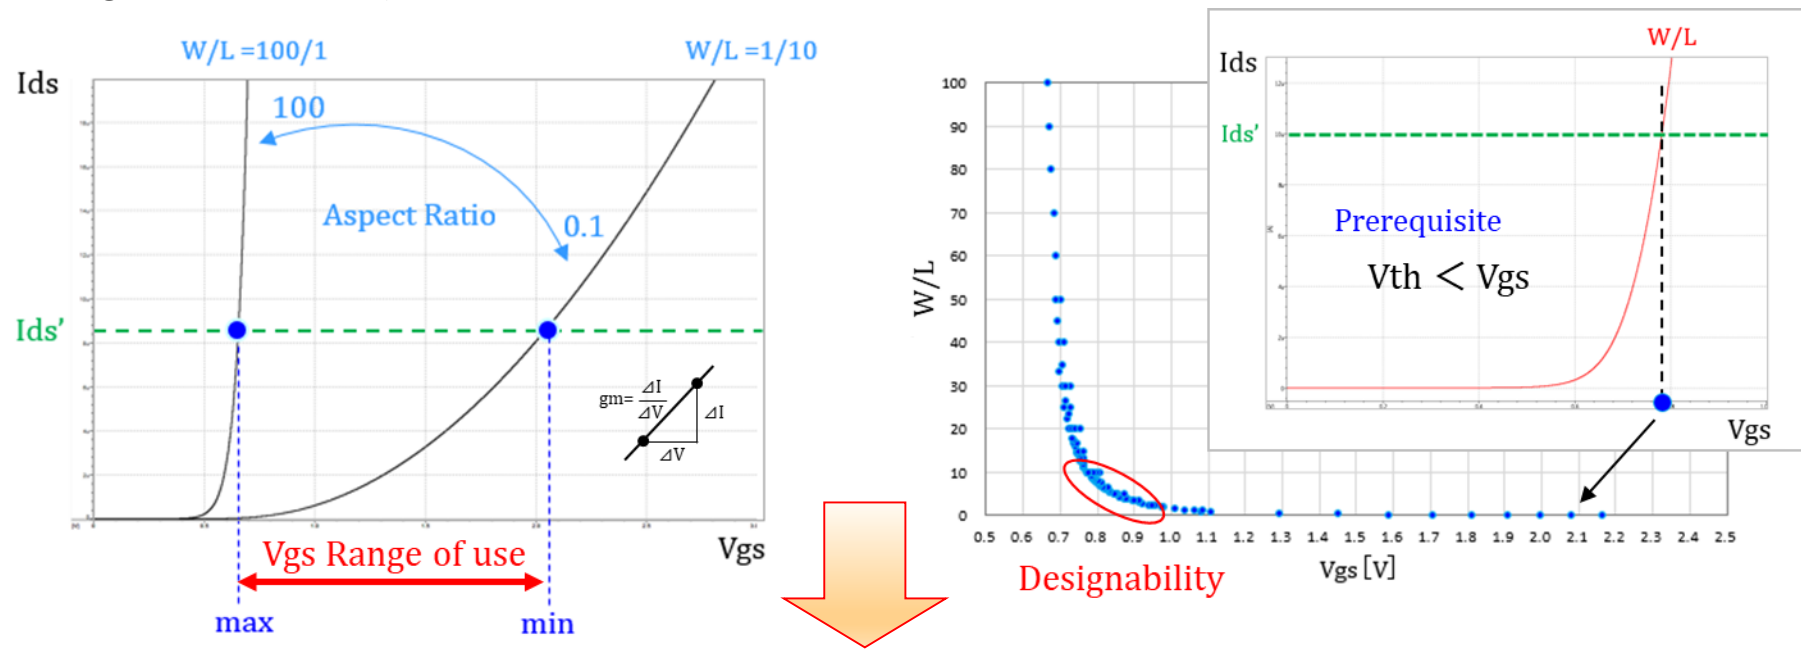 W/L =100/1
W/L =1/10
Ids
100
Aspect Ratio
0.1
Ids’
gm= ⊿I/⊿V
⊿I
⊿V
Vgs
Vgs Range of use
max
min
W/L
100
90
80
70
60
50
40
30
20
10
0
0.5 0.6 0.7 0.8 0.9 1.0 1.1 1.2 1.3 1.4 1.5 1.6 1.7 1.8 1.9 2.0 2.1 2.2 2.3 2.4 2.5
Vgs [V]
Designability
W/L
Ids
Ids’
Prerequisite
Vth < Vgs
Vgs